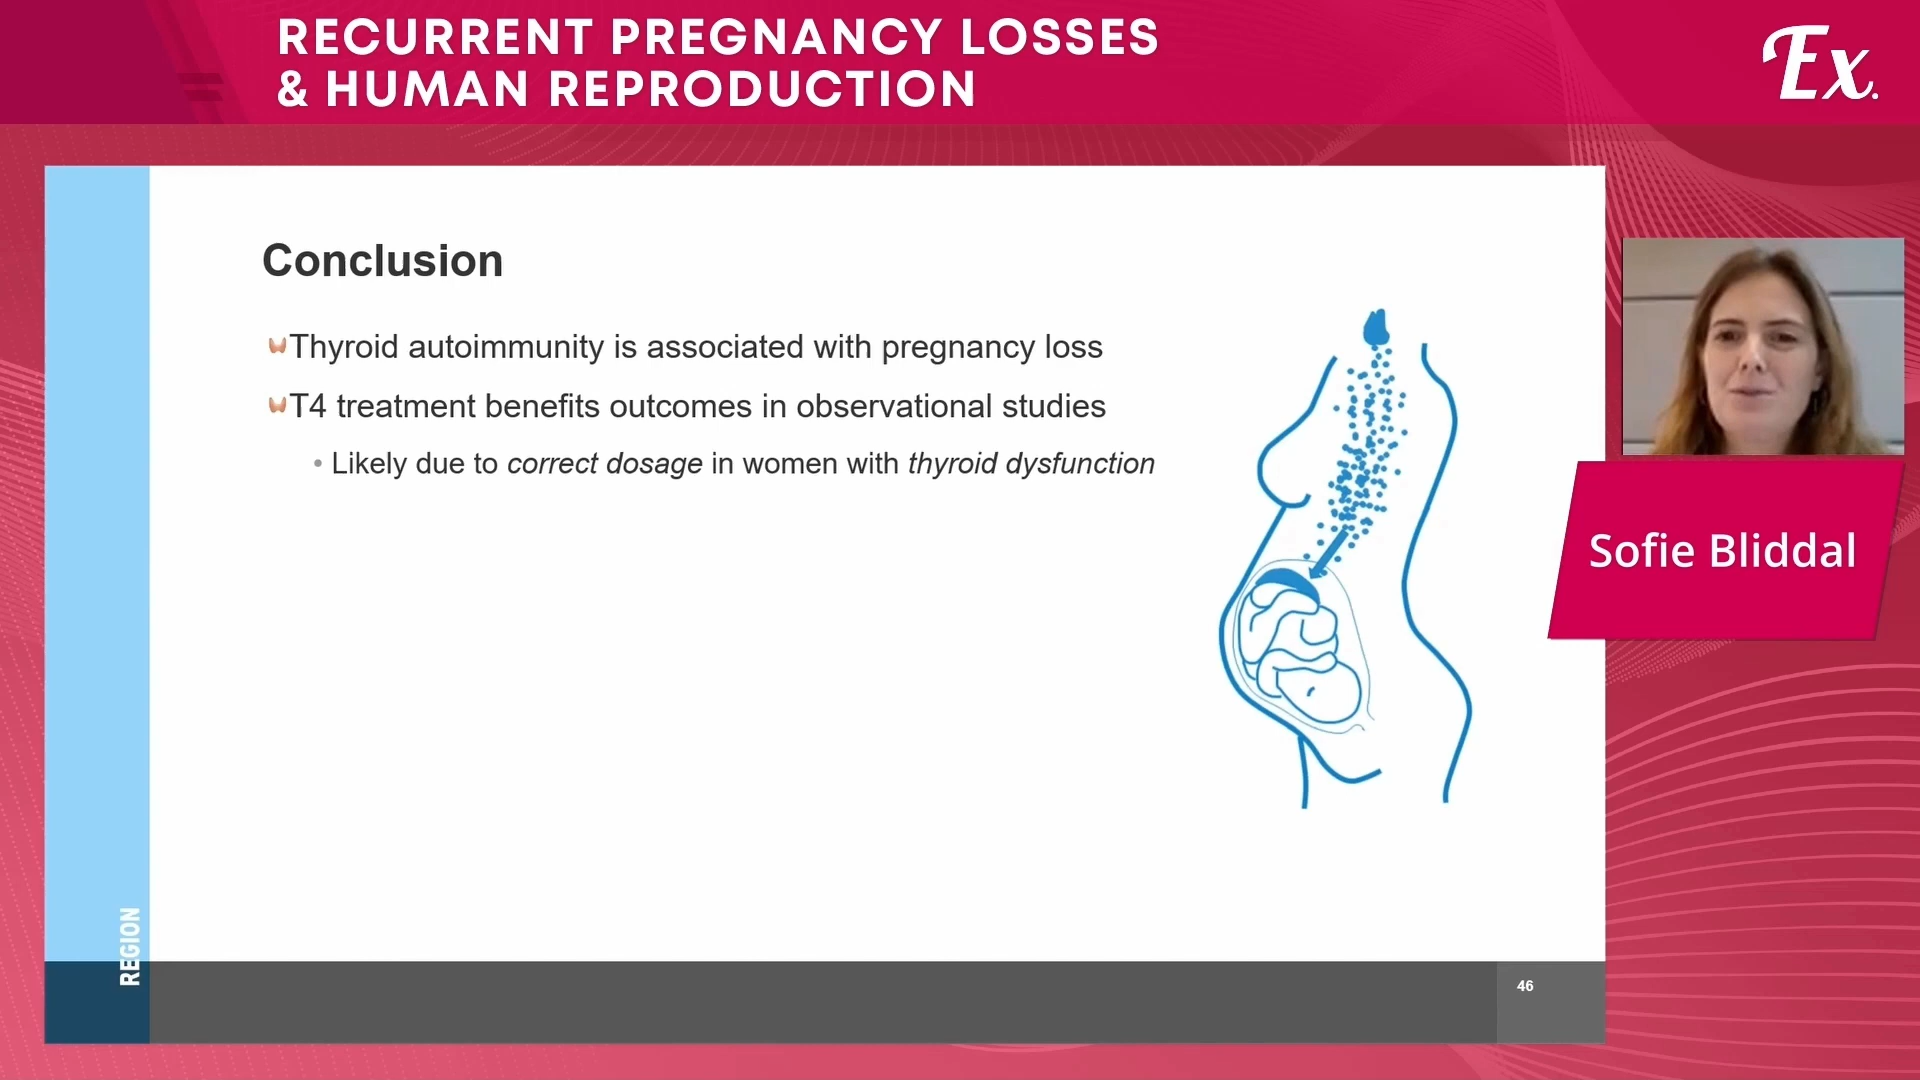 RECURRENT PREGNANCY LOSSES
& HUMAN REPRODUCTION
Ex.
Conclusion
Thyroid autoimmunity is associated with pregnancy loss
T4 treatment benefits outcomes in observational studies
• Likely due to correct dosage in women with thyroid dysfunction
Sofie Bliddal
REGION
46